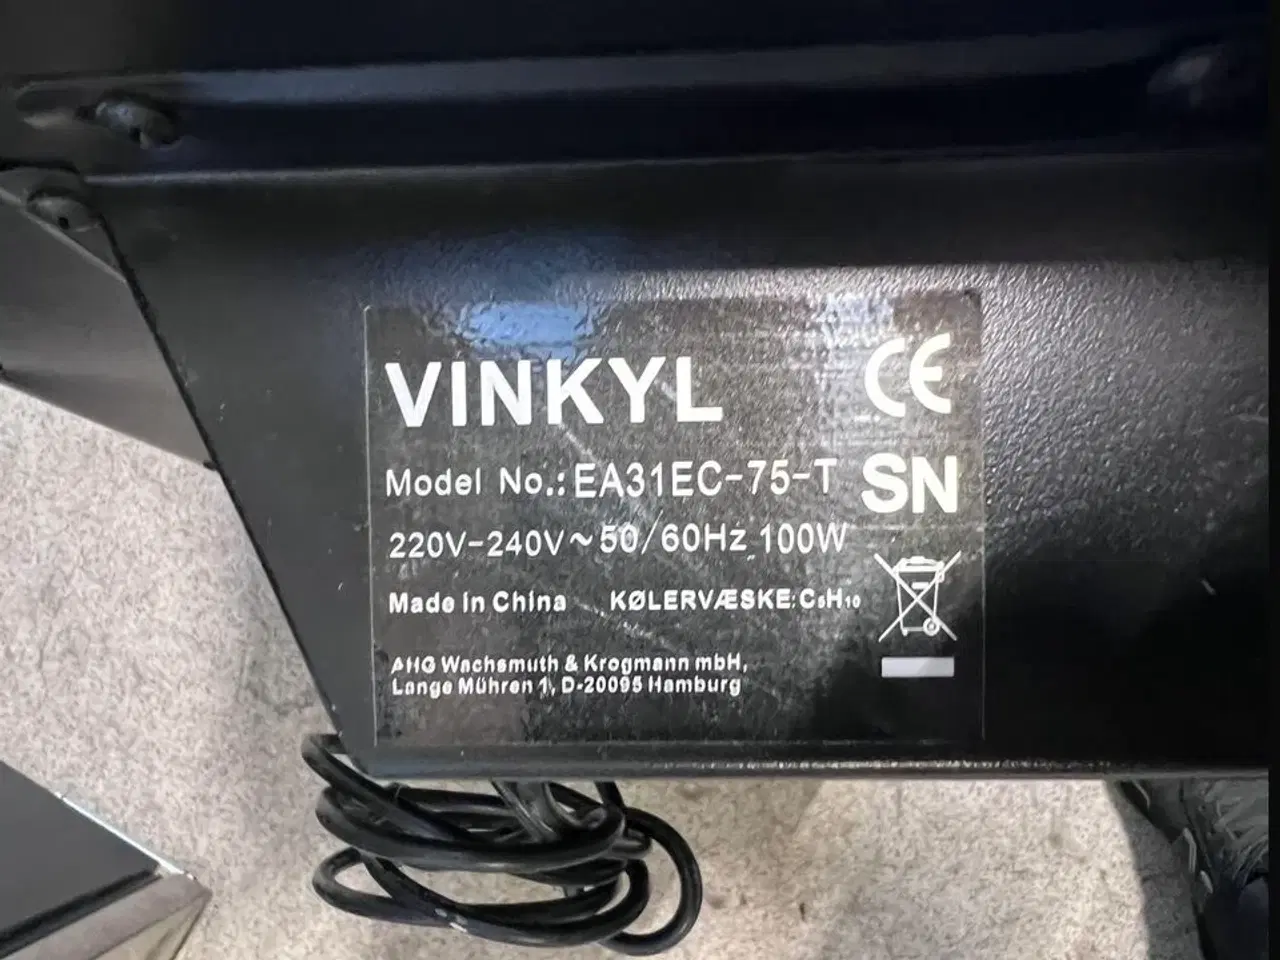 VINKYL
CE
Model No.: EA31EC-75-T
SN
220V-240V~50/60Hz 100W
Made in China KØLERVÆSKE: C₅H₁₀
AHG Wachsmuth & Krogmann mbH,
Lange Mühren 1, D-20095 Hamburg